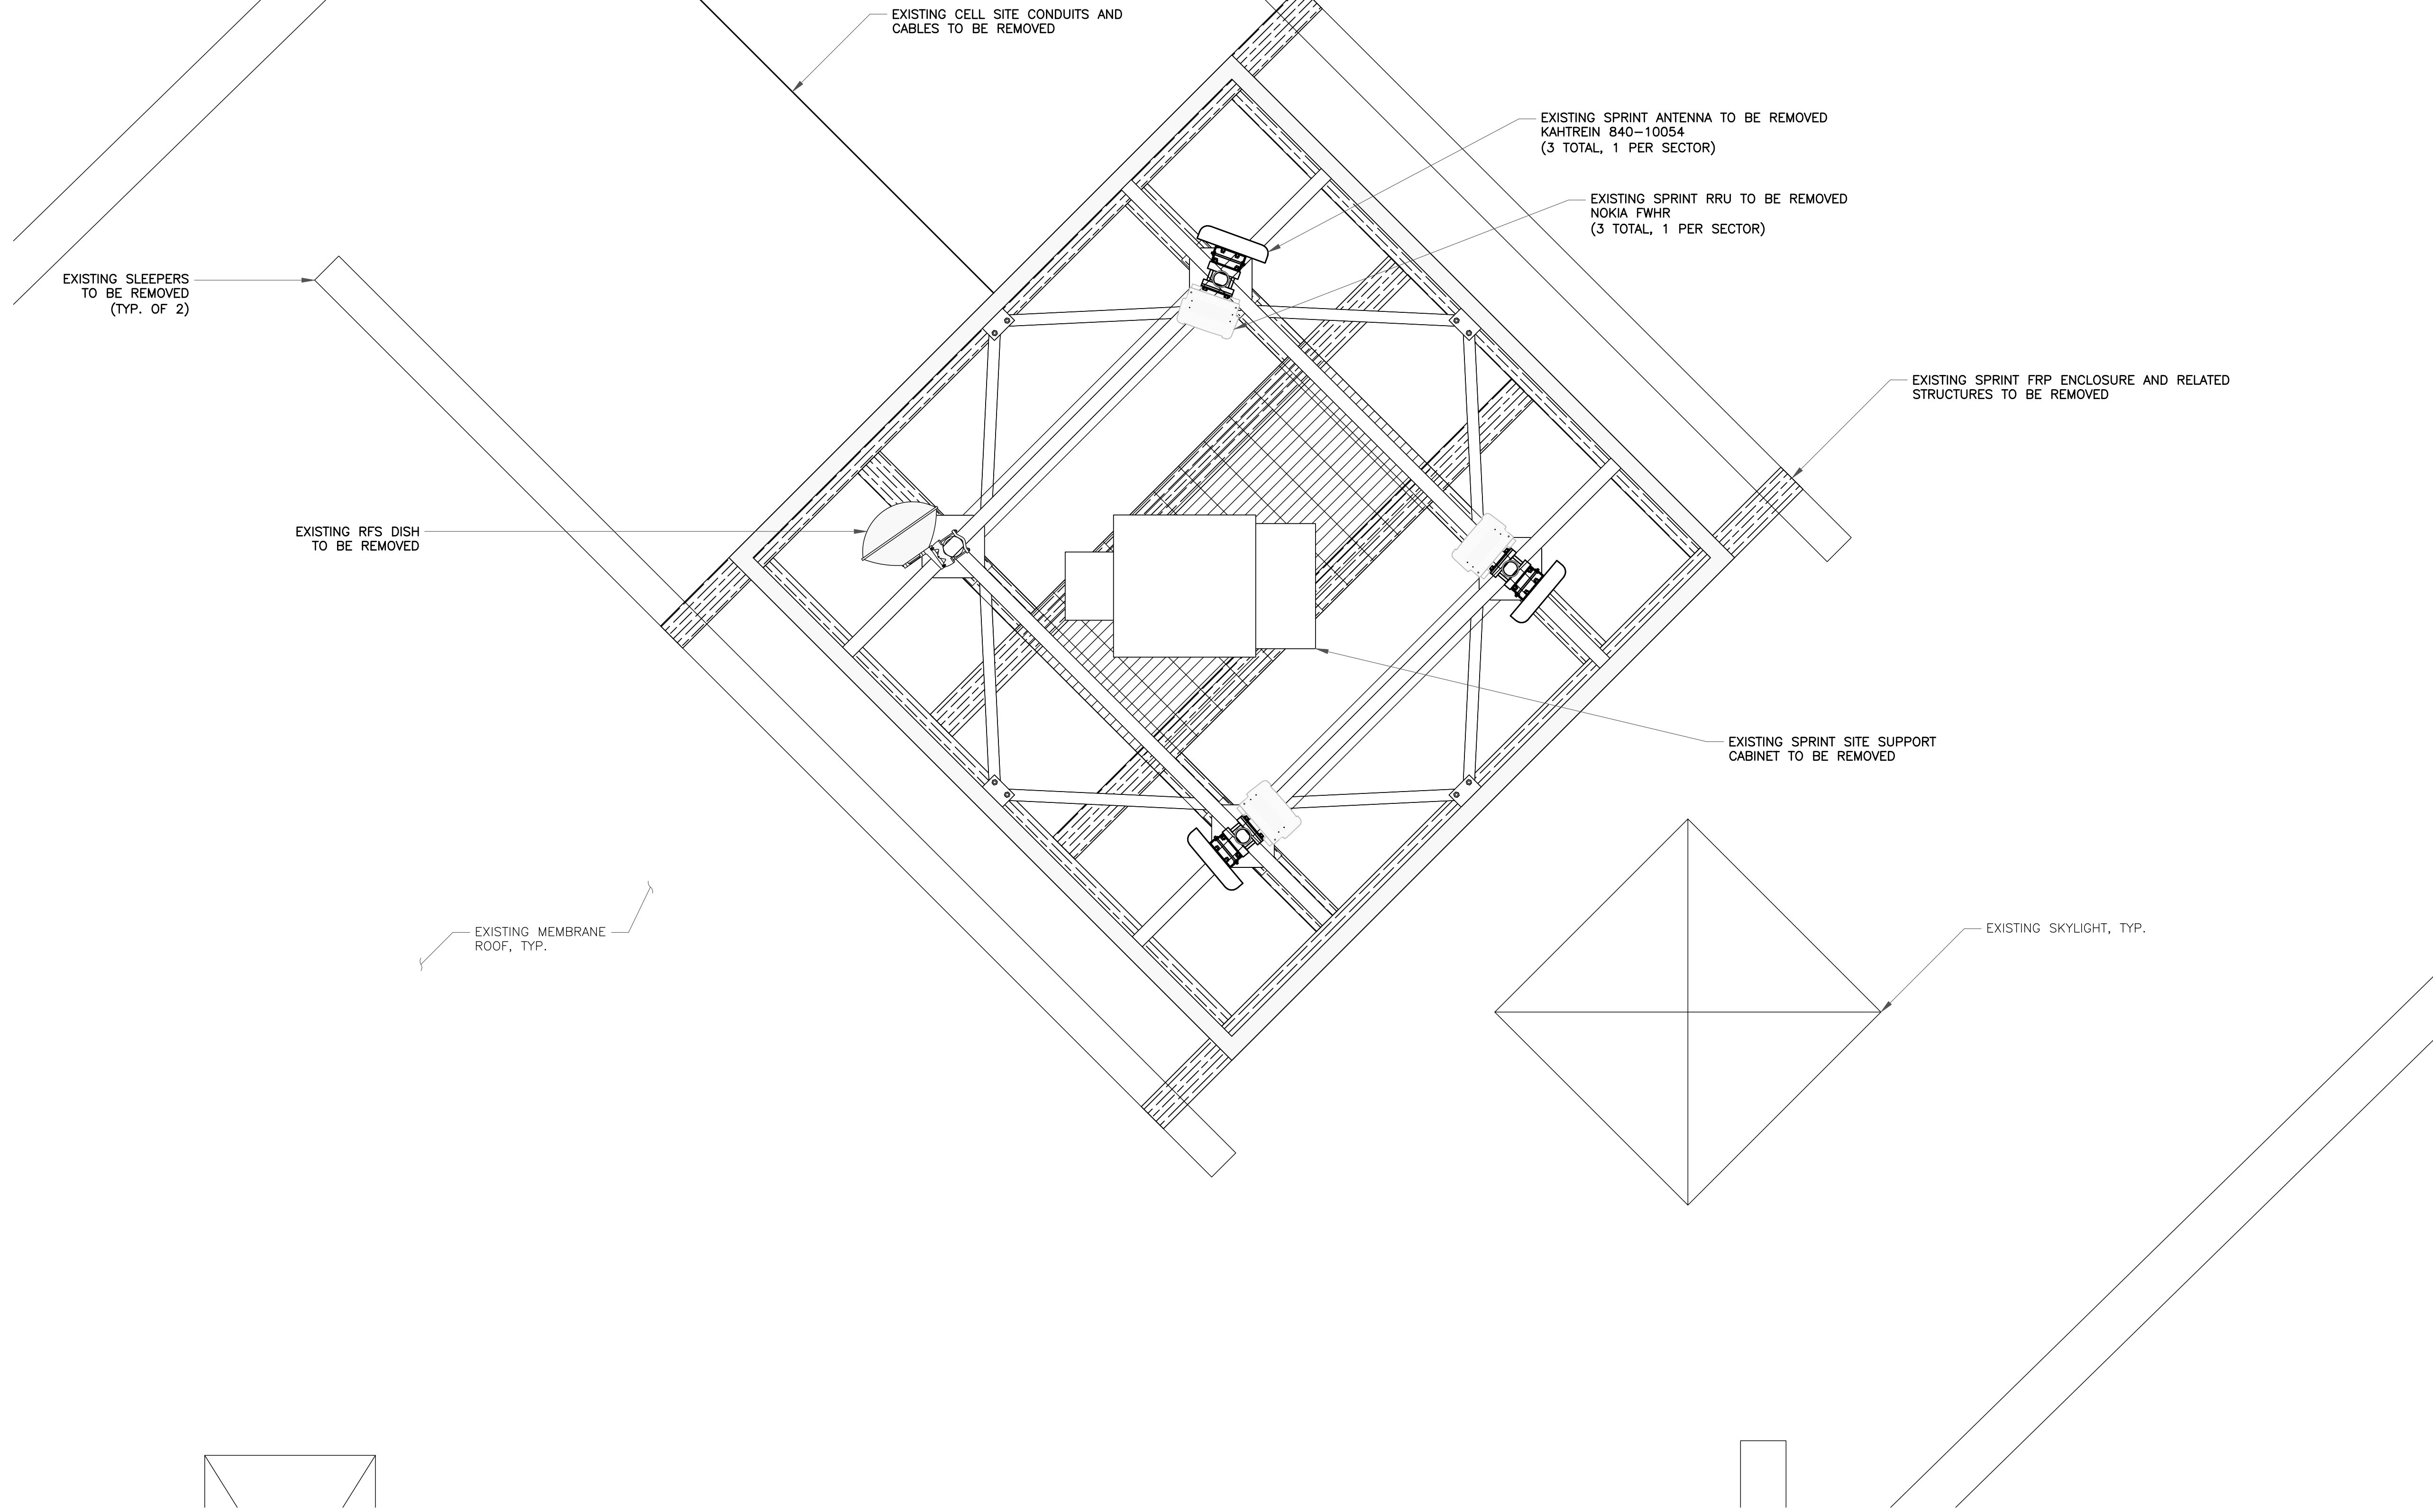 EXISTING CELL SITE CONDUITS AND
CABLES TO BE REMOVED
EXISTING SPRINT ANTENNA TO BE REMOVED
KAHTREIN 840-10054
(3 TOTAL, 1 PER SECTOR)
EXISTING SPRINT RRU TO BE REMOVED
NOKIA FWHR
(3 TOTAL, 1 PER SECTOR)
EXISTING SLEEPERS
TO BE REMOVED
(TYP. OF 2)
EXISTING SPRINT FRP ENCLOSURE AND RELATED
STRUCTURES TO BE REMOVED
EXISTING RFS DISH
TO BE REMOVED
EXISTING SPRINT SITE SUPPORT
CABINET TO BE REMOVED
EXISTING MEMBRANE
ROOF, TYP.
EXISTING SKYLIGHT, TYP.